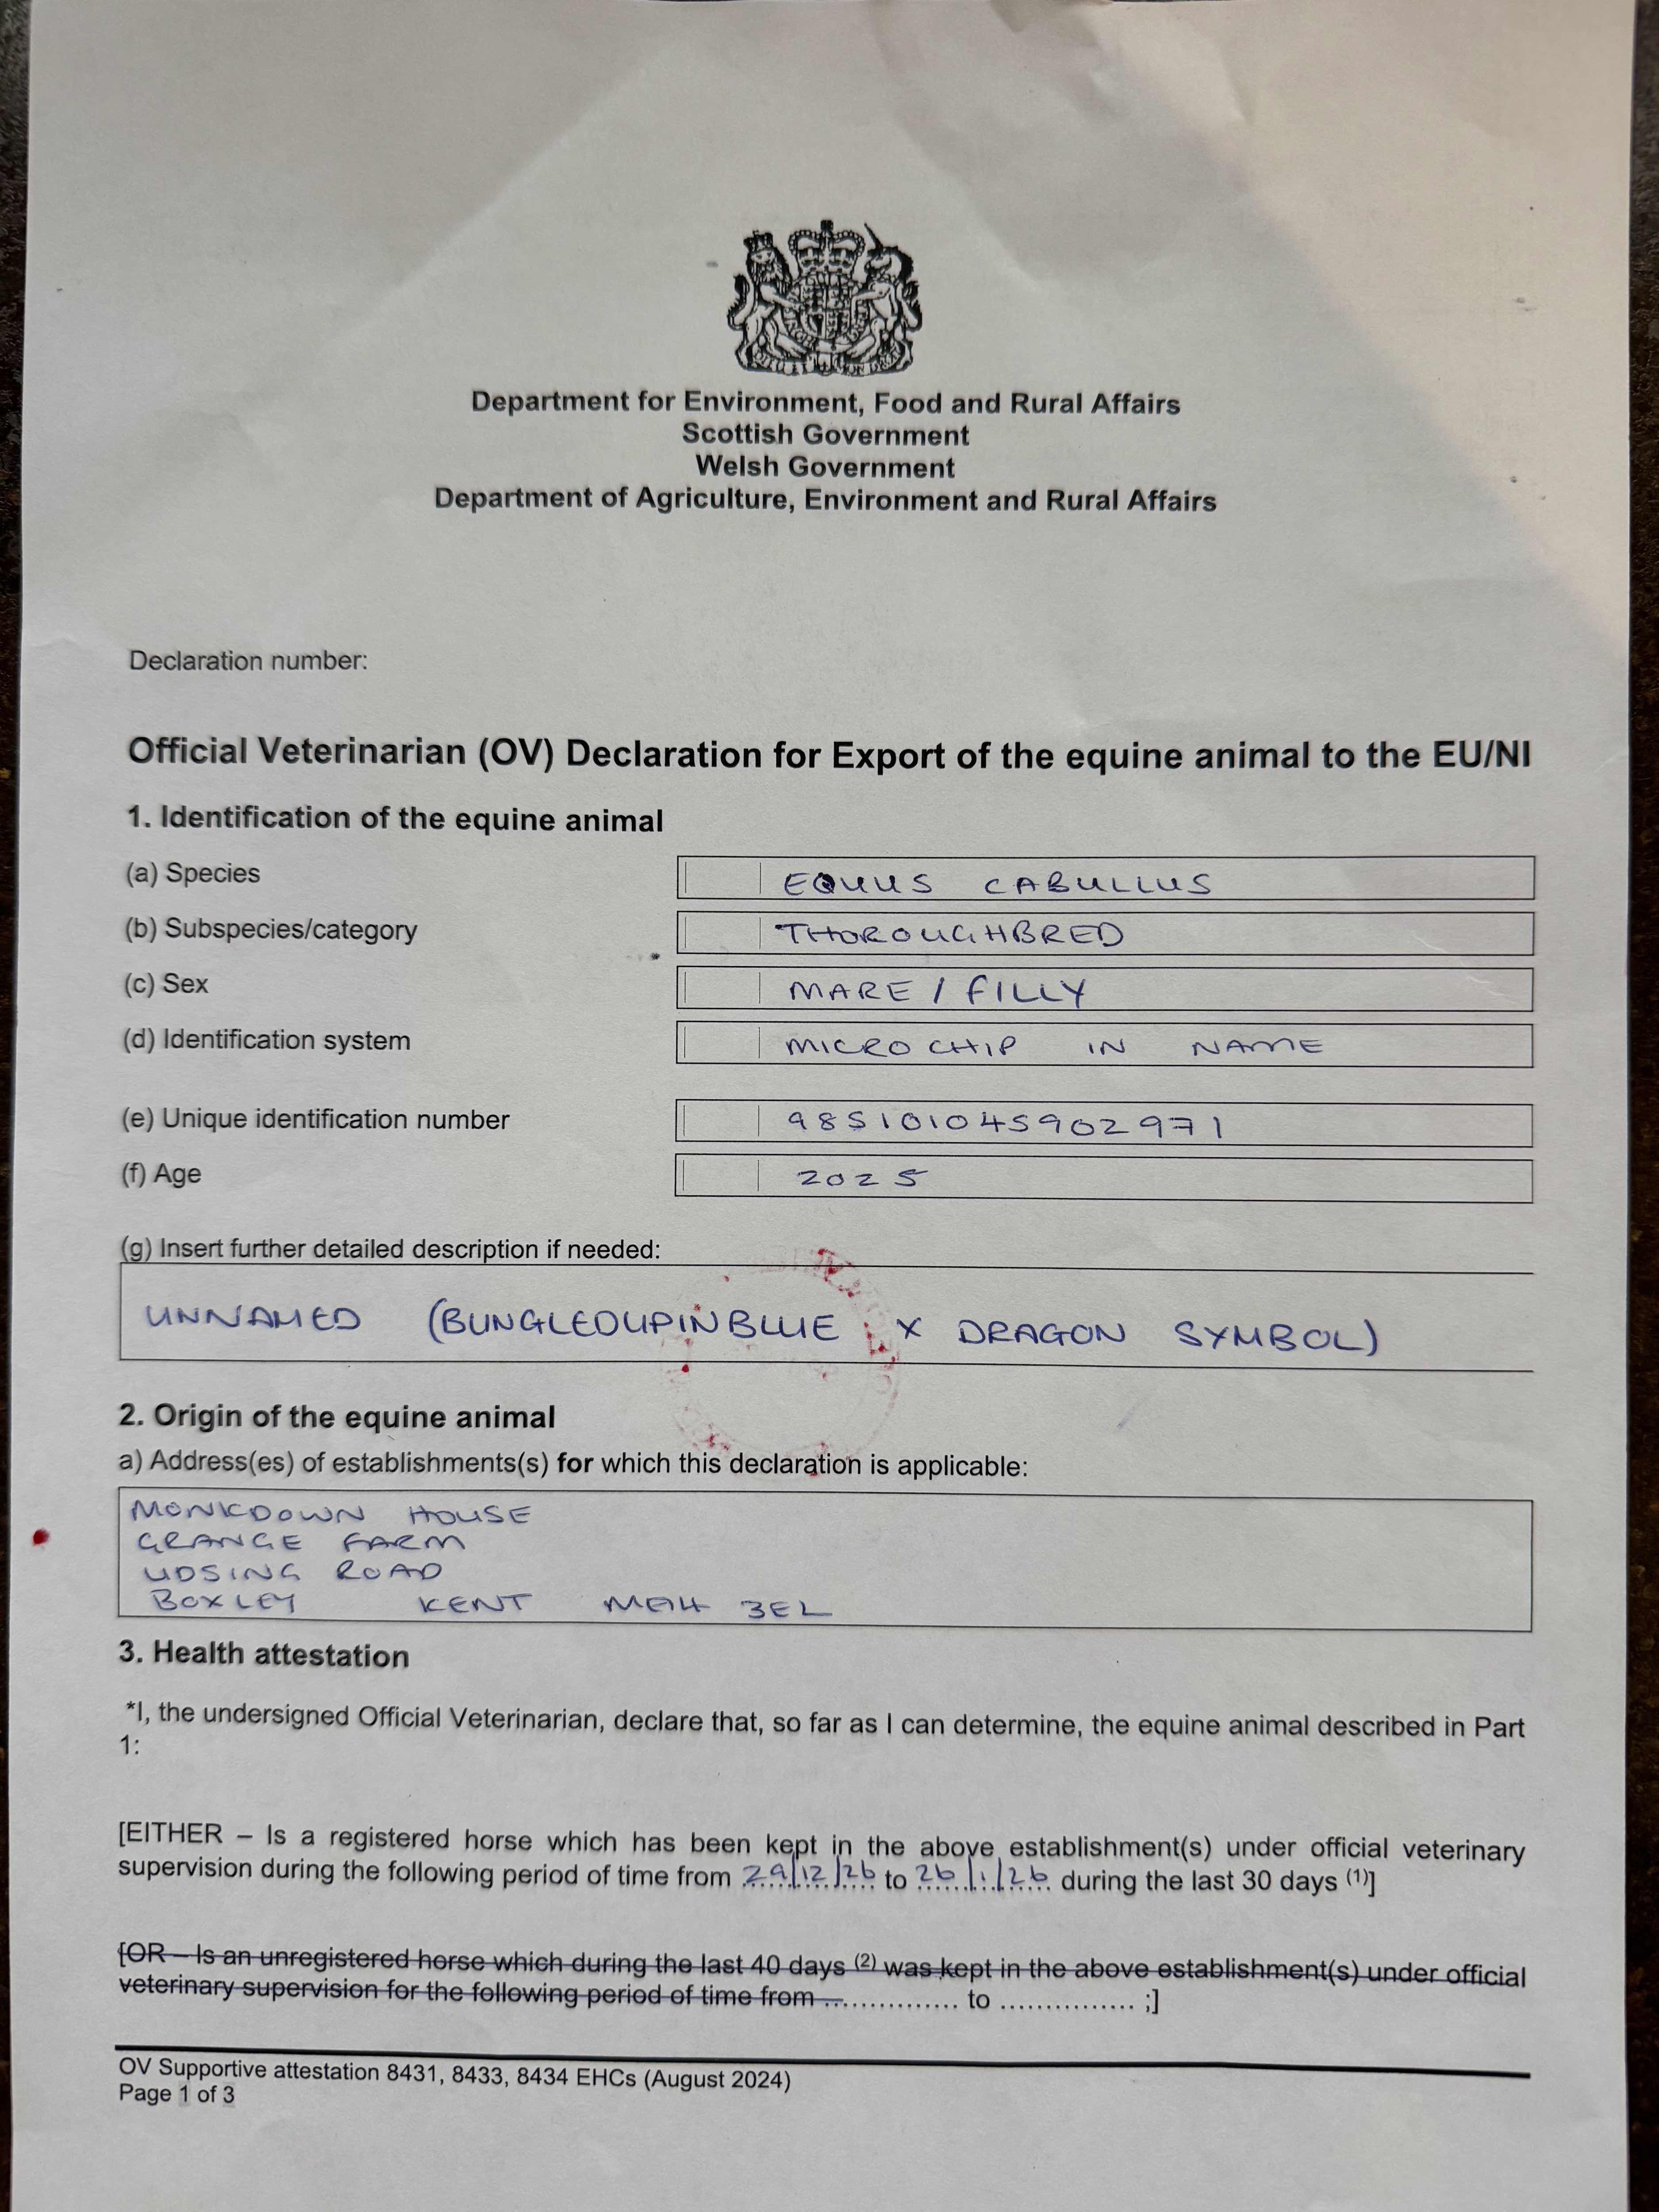 Department for Environment, Food and Rural Affairs
Scottish Government
Welsh Government
Department of Agriculture, Environment and Rural Affairs
Declaration number:
Official Veterinarian (OV) Declaration for Export of the equine animal to the EU/NI
1. Identification of the equine animal
(a) Species EQUUS CABULLUS
(b) Subspecies/category THOROUGHBRED
(c) Sex MARE / FILLY
(d) Identification system MICROCHIP IN NAME
(e) Unique identification number 985101045902971
(f) Age 2025
(g) Insert further detailed description if needed:
UNNAMED (BUNGLEDUPINBLUE X DRAGON SYMBOL)
2. Origin of the equine animal
a) Address(es) of establishments(s) for which this declaration is applicable:
MONKDOWN HOUSE
GRANGE FARM
LIDSING ROAD
BOXLEY KENT ME14 3EL
3. Health attestation
*I, the undersigned Official Veterinarian, declare that, so far as I can determine, the equine animal described in Part
1:
[EITHER – Is a registered horse which has been kept in the above establishment(s) under official veterinary
supervision during the following period of time from 29/12/26 to 26/1/26 during the last 30 days (1)]
[OR – Is an unregistered horse which during the last 40 days (2) was kept in the above establishment(s) under official
veterinary supervision for the following period of time from ................ to ............... ;]
OV Supportive attestation 8431, 8433, 8434 EHCs (August 2024)
Page 1 of 3